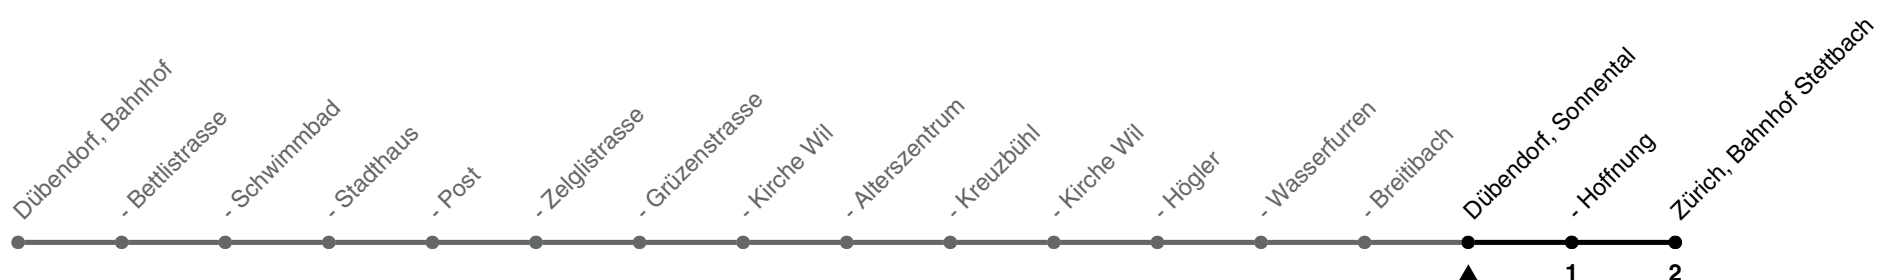 Dübendorf, Bahnhof
- Bettlistrasse
- Schwimmbad
- Stadthaus
- Post
- Zelglistrasse
- Grüzenstrasse
- Kirche Wil
- Alterszentrum
- Kreuzbühl
- Kirche Wil
- Högler
- Wasserfurren
- Breitibach
Dübendorf, Sonnental
- Hoffnung
Zürich, Bahnhof Stettbach
1
2